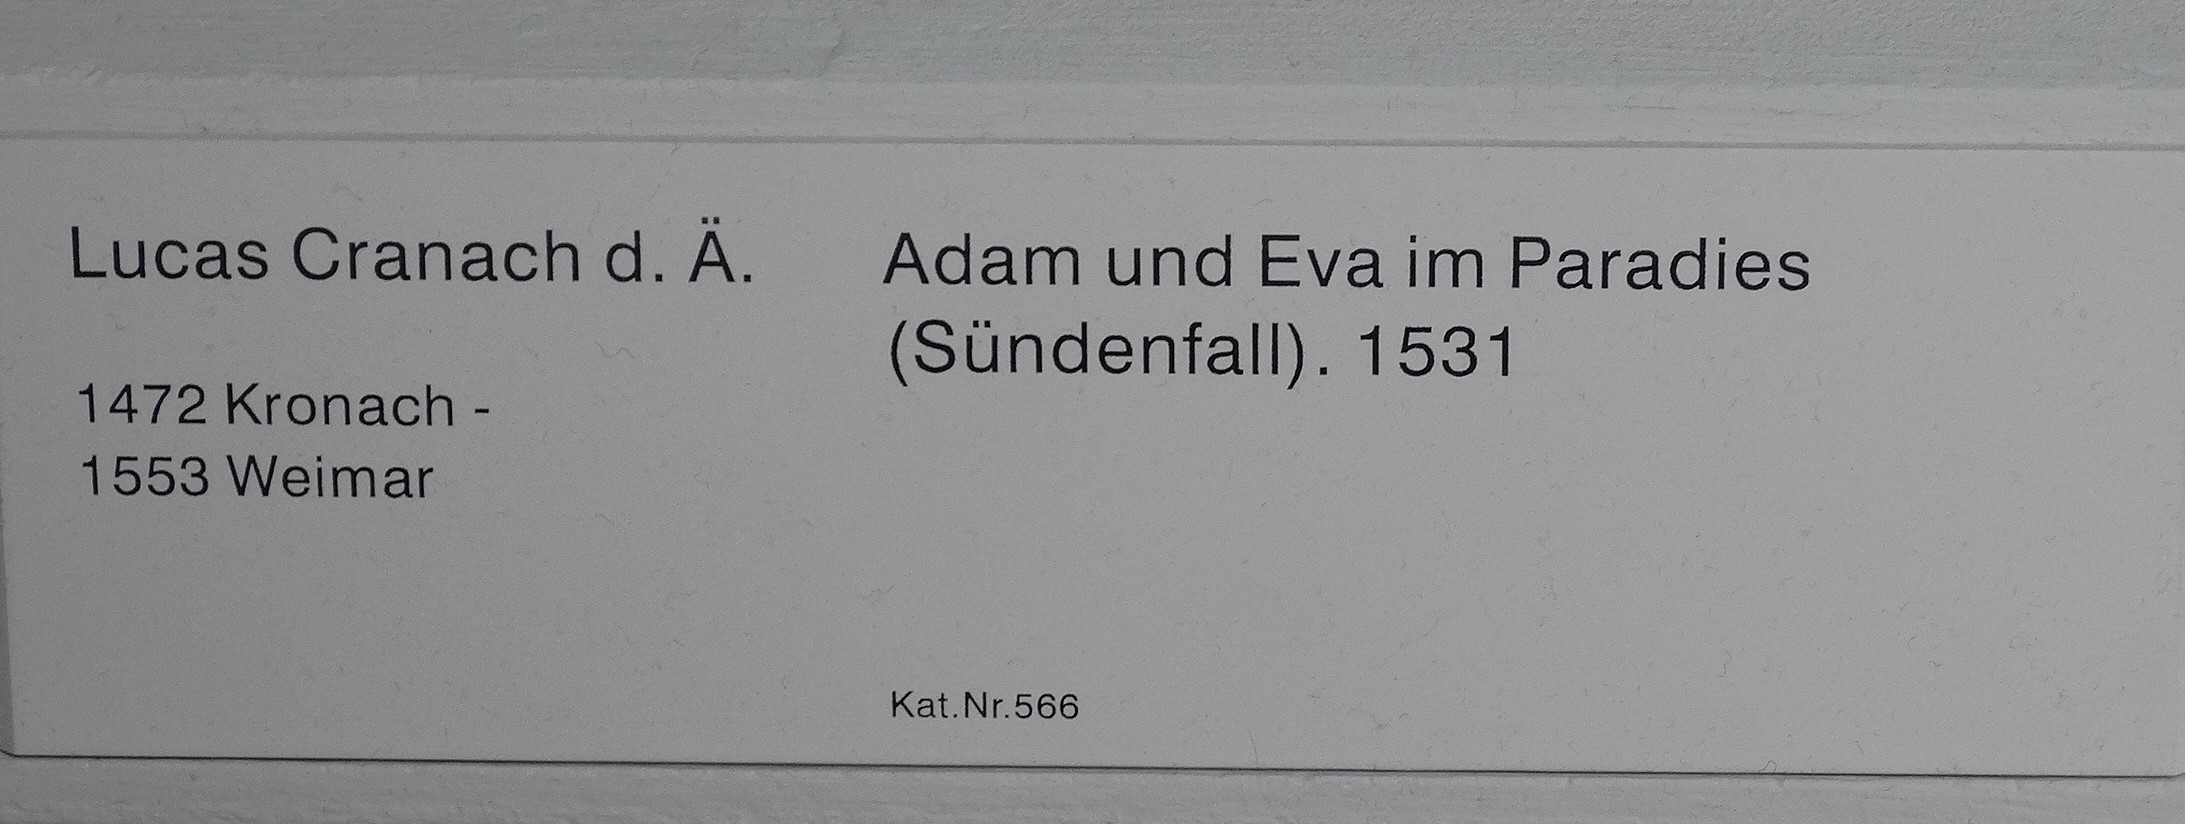 Lucas Cranach d. Ä.
1472 Kronach -
1553 Weimar
Adam und Eva im Paradies
(Sündenfall). 1531
Kat.Nr.566